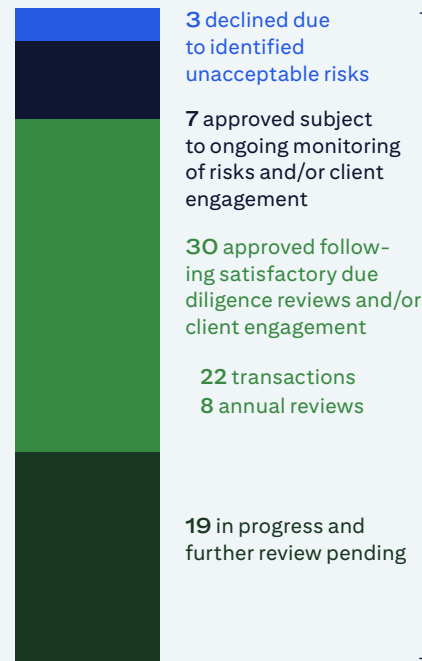 3 declined due
to identified
unacceptable risks
7 approved subject
to ongoing monitoring
of risks and/or client
engagement
30 approved follow-
ing satisfactory due
diligence reviews and/or
client engagement
22 transactions
8 annual reviews
19 in progress and
further review pending